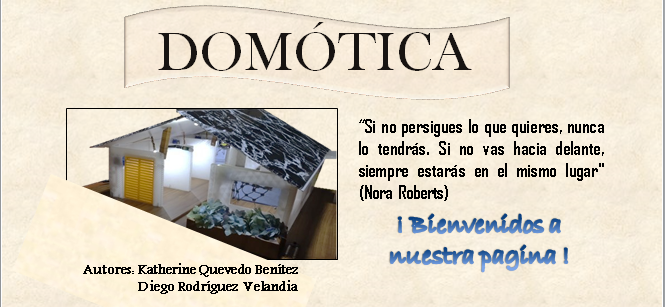 DOMÓTICA
“Si no persigues lo que quieres, nunca
lo tendrás. Si no vas hacia delante,
siempre estarás en el mismo lugar"
(Nora Roberts)
¡ Bienvenidos a
nuestra pagina !
Autores: Katherine Quevedo Benítez
Diego Rodríguez Velandia